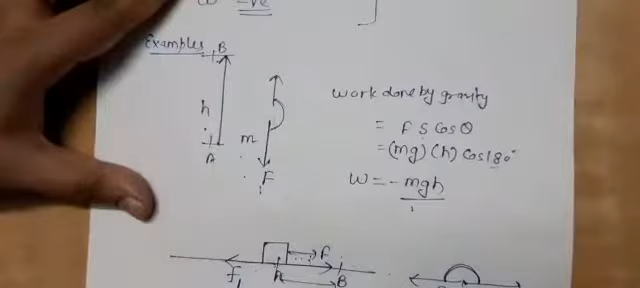 W = -ve
Examples
B
h
m
A
F
Work done by gravity
= F S Cos θ
= (mg) (h) Cos 180°
W = - mgh
F
f
A
B